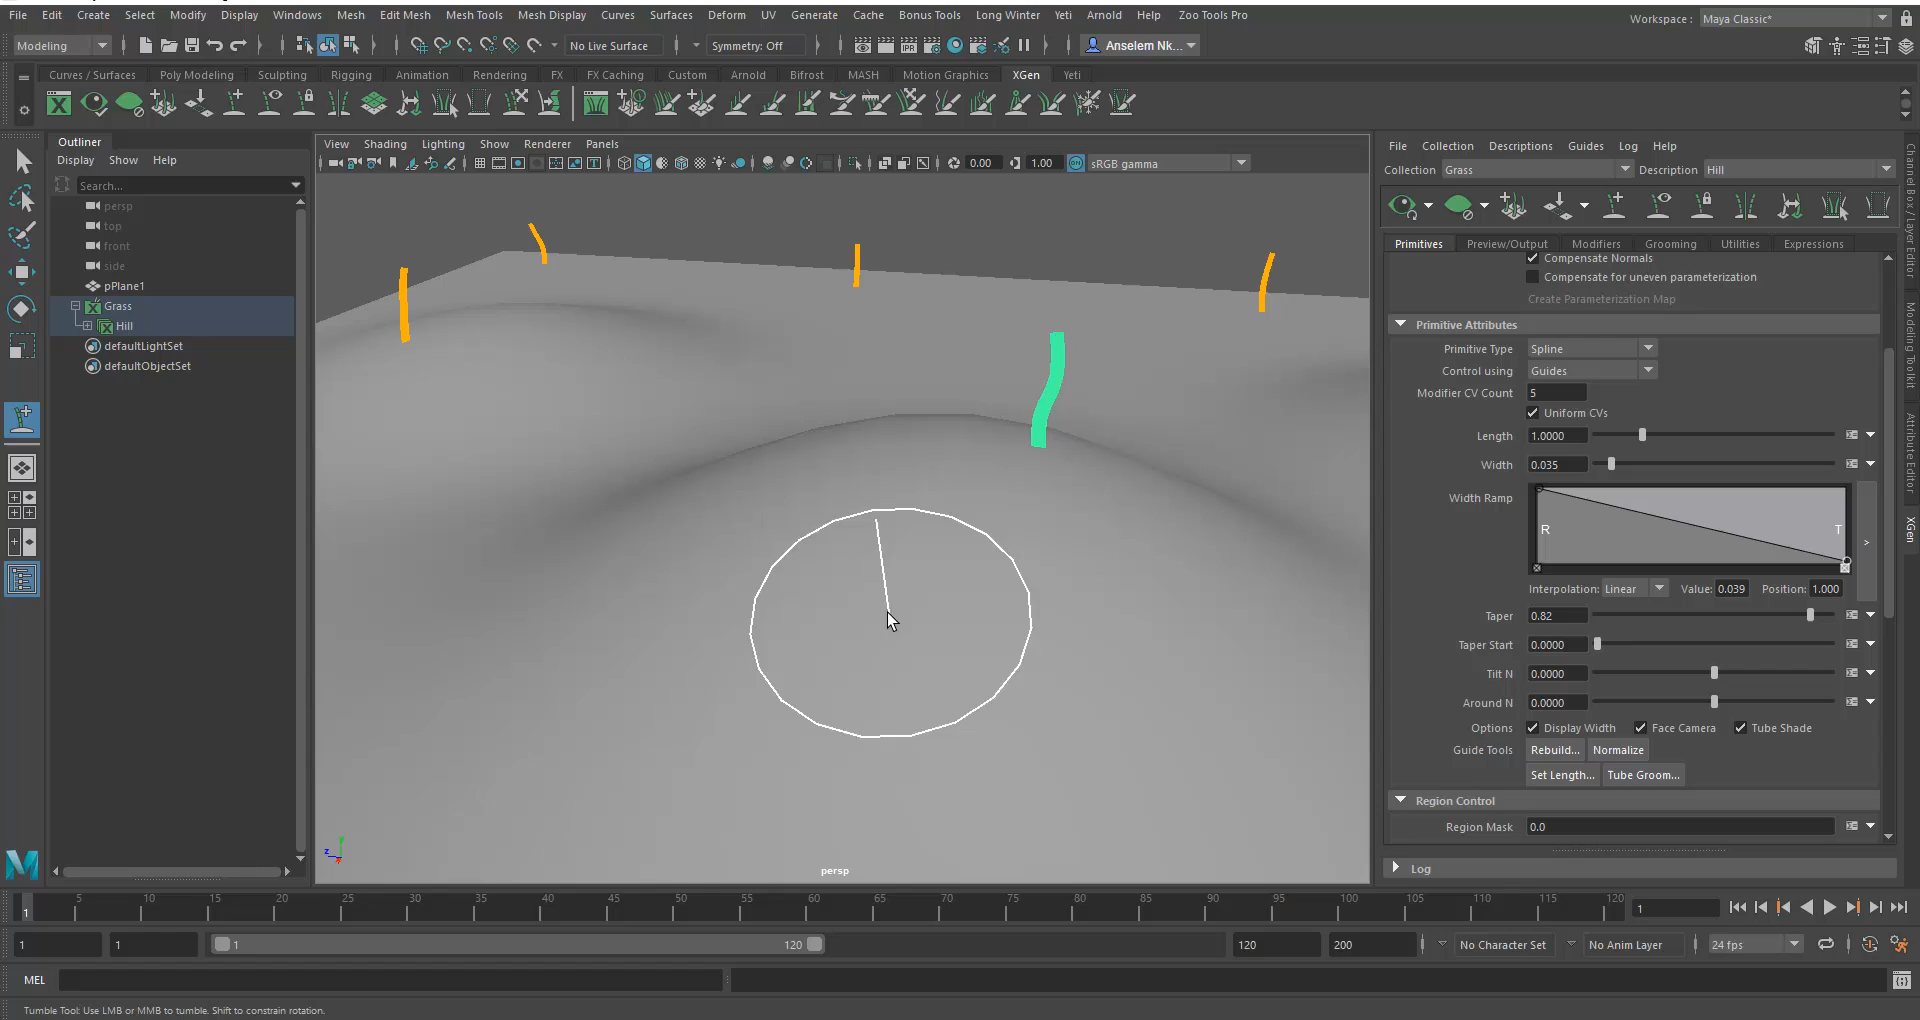 File Edit Create Select Modify Display Windows Mesh Edit Mesh Mesh Tools Mesh Display Curves Surfaces Deform UV Generate Cache Bonus Tools Long Winter Yeti Arnold Help Zoo Tools Pro
Workspace : Maya Classic*
Modeling No Live Surface Symmetry: Off IPR Anselem Nk...
Curves / Surfaces Poly Modeling Sculpting Rigging Animation Rendering FX FX Caching Custom Arnold Bifrost MASH Motion Graphics XGen Yeti
Outliner
Display Show Help
Search...
persp
top
front
side
pPlane1
Grass
Hill
defaultLightSet
defaultObjectSet
View Shading Lighting Show Renderer Panels
0.00 1.00 ON sRGB gamma
persp
File Collection Descriptions Guides Log Help
Collection Grass Description Hill
Primitives Preview/Output Modifiers Grooming Utilities Expressions
Compensate Normals
Compensate for uneven parameterization
Create Parameterization Map
Primitive Attributes
Primitive Type Spline
Control using Guides
Modifier CV Count 5
Uniform CVs
Length 1.0000
Width 0.035
Width Ramp R T >
Interpolation: Linear Value: 0.039 Position: 1.000
Taper 0.82
Taper Start 0.0000
Tilt N 0.0000
Around N 0.0000
Options Display Width Face Camera Tube Shade
Guide Tools Rebuild... Normalize
Set Length... Tube Groom...
Region Control
Region Mask 0.0
Log
Channel Box / Layer Editor
Modeling Toolkit
Attribute Editor
XGen
5 10 15 20 25 30 35 40 45 50 55 60 65 70 75 80 85 90 95 100 105 110 115 120
1 1
1 1 1 120 120 200 No Character Set No Anim Layer 24 fps
MEL
Tumble Tool: Use LMB or MMB to tumble. Shift to constrain rotation.